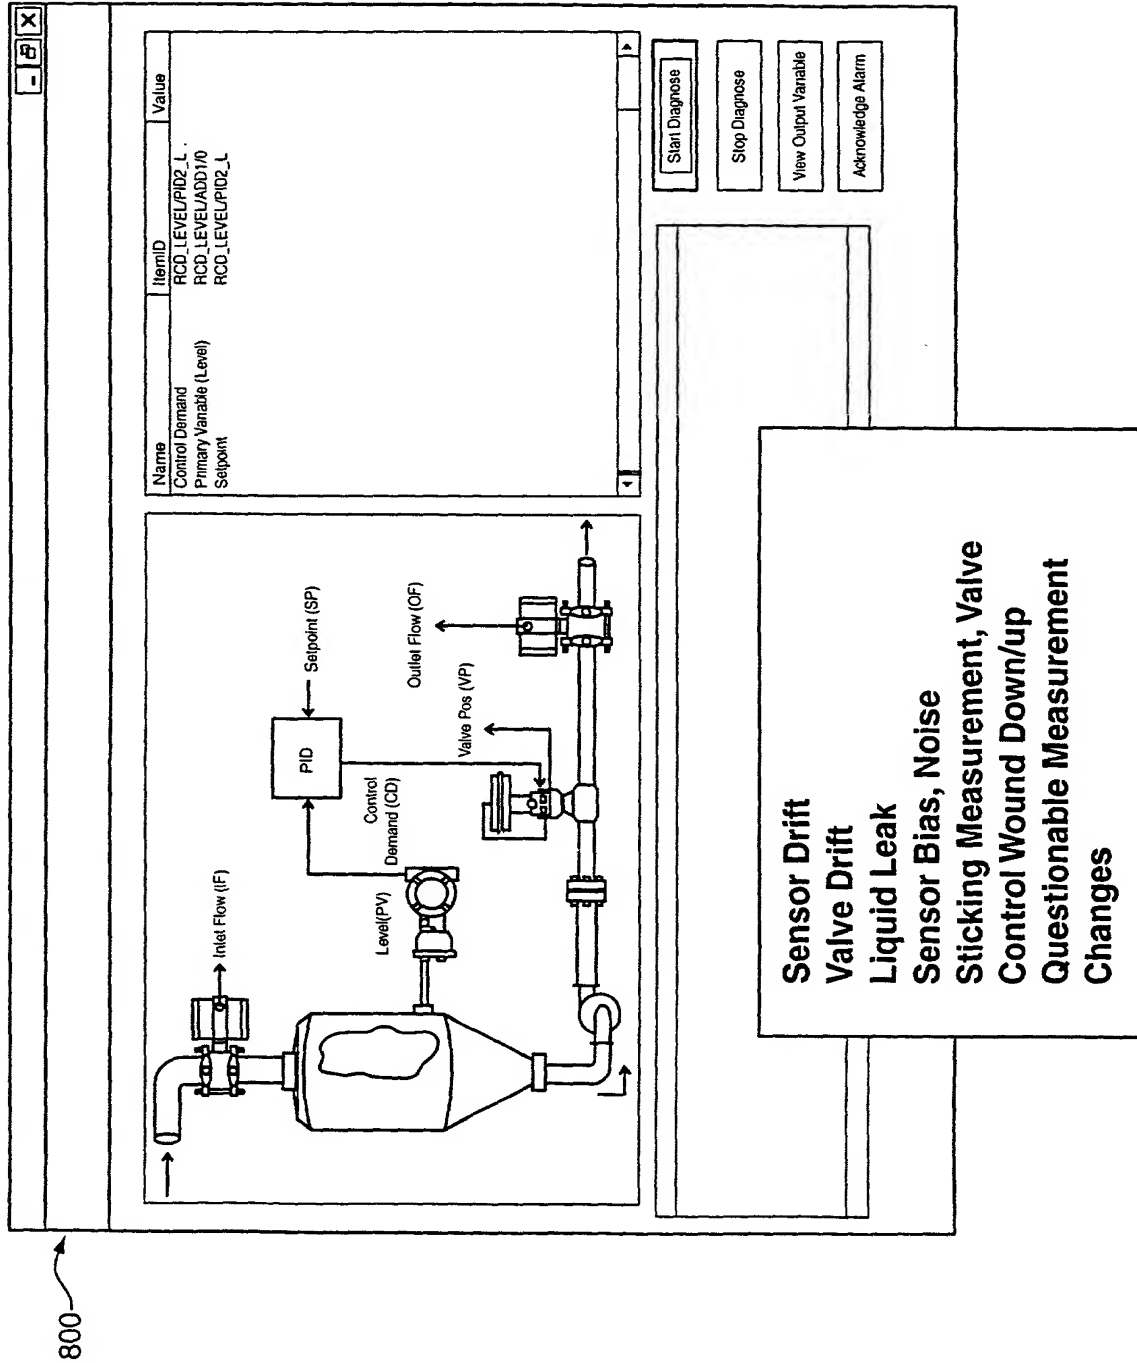 800
Inlet Flow (IF)
Level(PV)
Control
Demand (CD)
PID
Setpoint (SP)
Valve Pos (VP)
Outlet Flow (OF)
Name ItemID Value
Control Demand RCD_LEVEL/PID2_L .
Primary Variable (Level) RCD_LEVEL/ADD1/0
Setpoint RCD_LEVEL/PID2_L
Start Diagnose
Stop Diagnose
View Output Variable
Acknowledge Alarm
Sensor Drift
Valve Drift
Liquid Leak
Sensor Bias, Noise
Sticking Measurement, Valve
Control Wound Down/up
Questionable Measurement
Changes